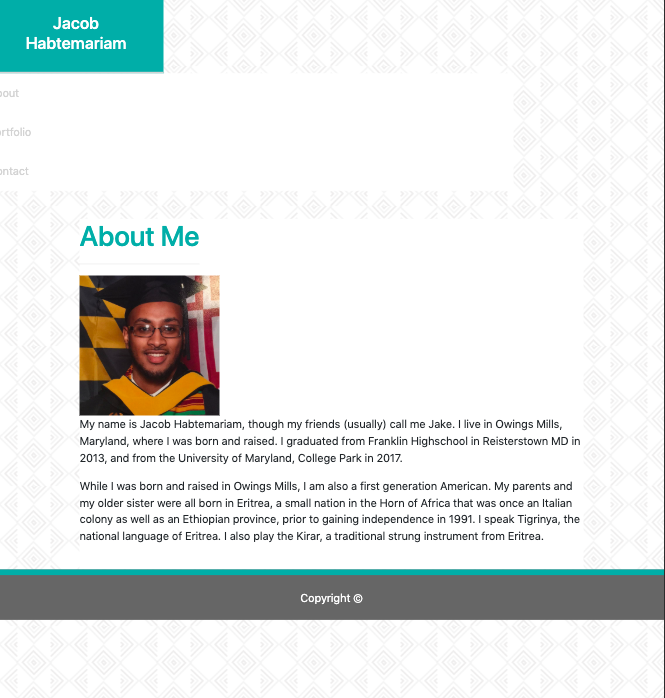 Jacob
Habtemariam
bout
ortfolio
ontact
About Me
My name is Jacob Habtemariam, though my friends (usually) call me Jake. I live in Owings Mills,
Maryland, where I was born and raised. I graduated from Franklin Highschool in Reisterstown MD in
2013, and from the University of Maryland, College Park in 2017.
While I was born and raised in Owings Mills, I am also a first generation American. My parents and
my older sister were all born in Eritrea, a small nation in the Horn of Africa that was once an Italian
colony as well as an Ethiopian province, prior to gaining independence in 1991. I speak Tigrinya, the
national language of Eritrea. I also play the Kirar, a traditional strung instrument from Eritrea.
Copyright ©